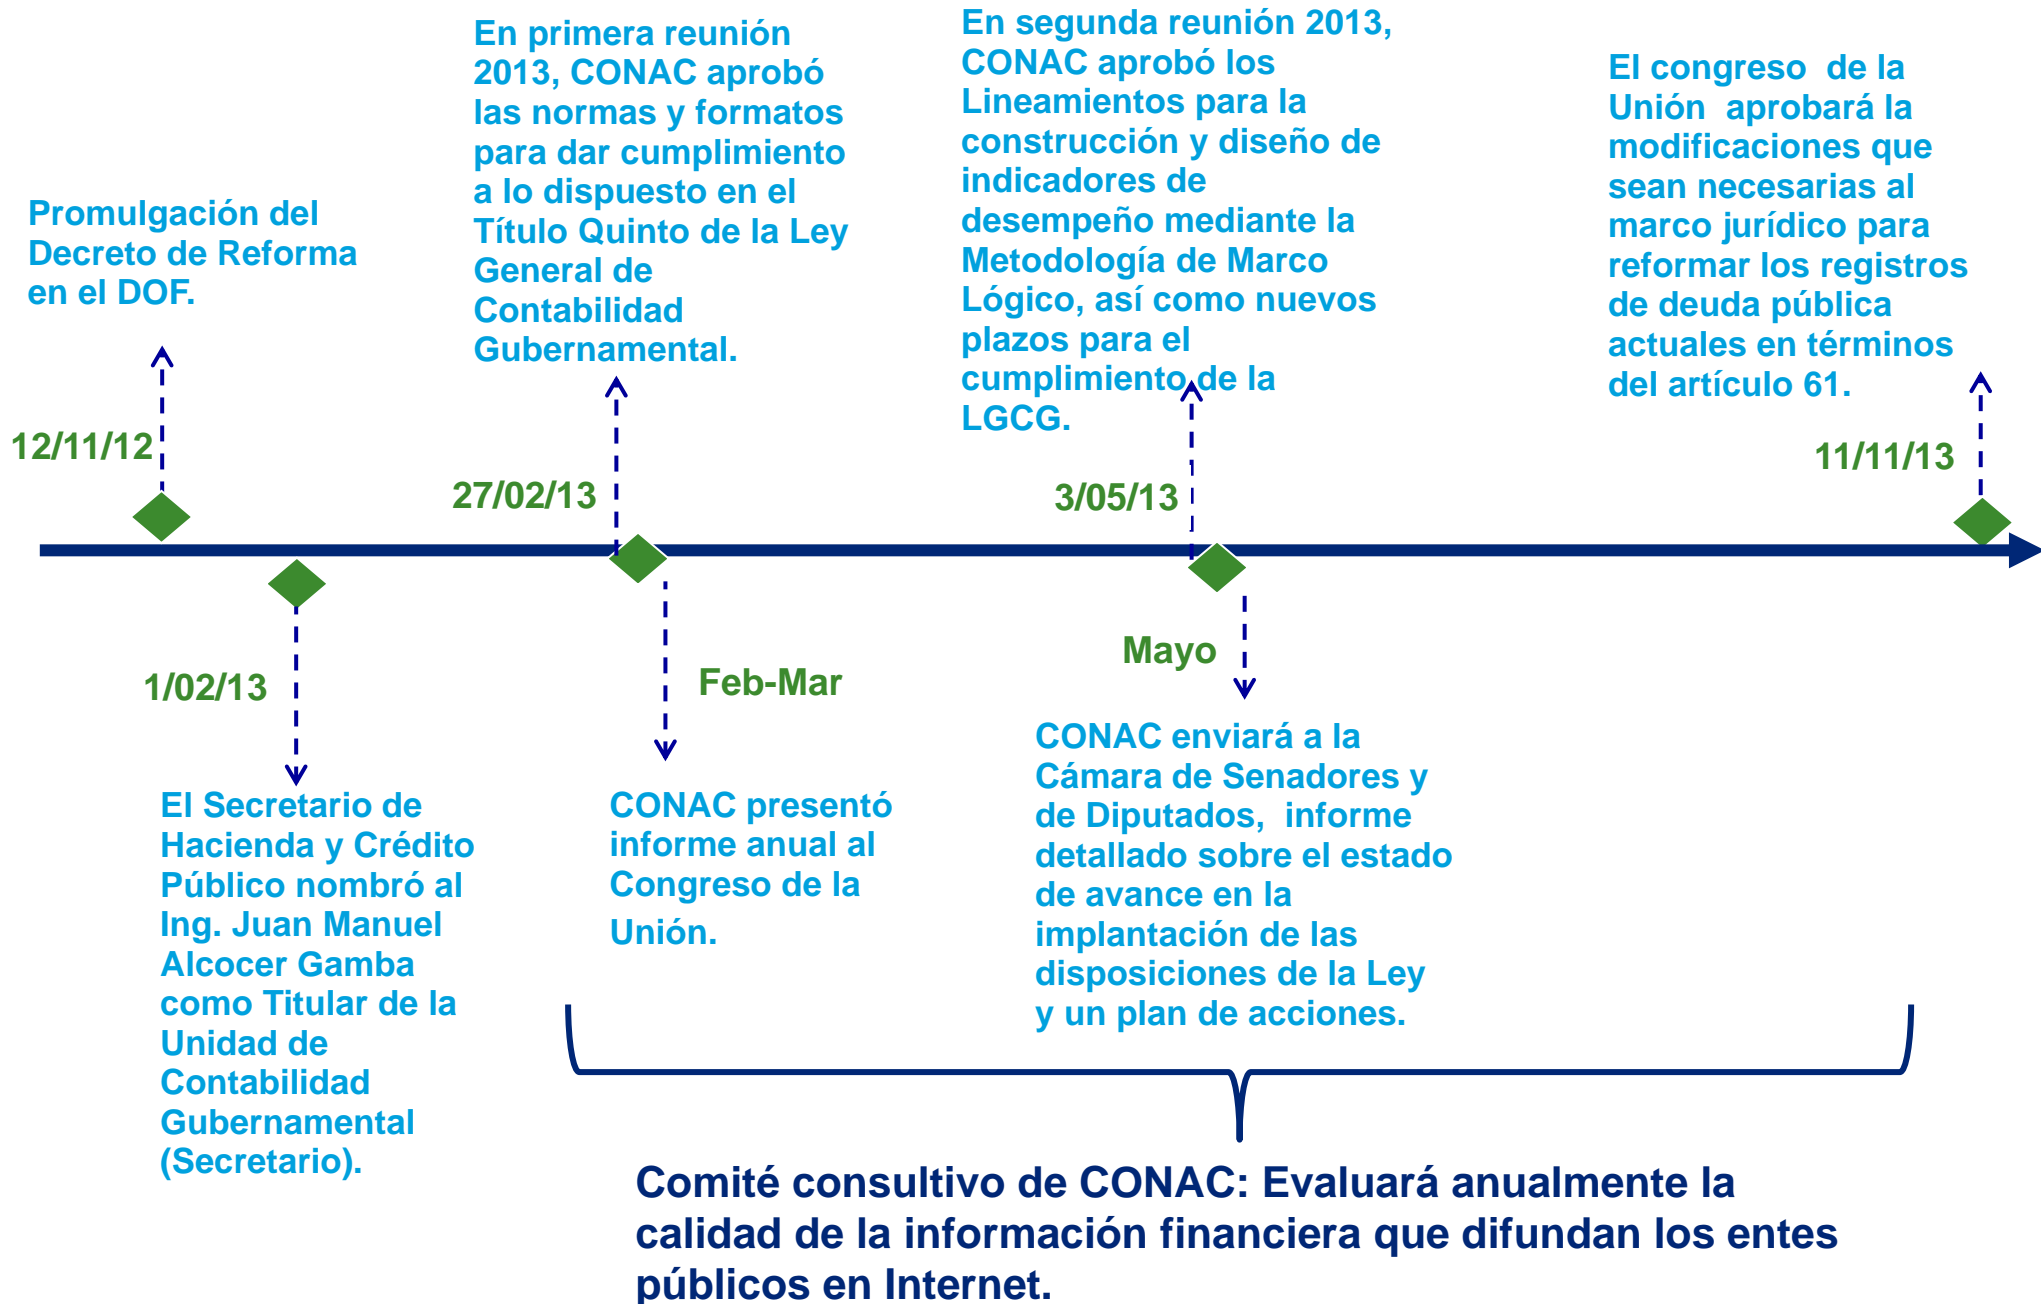 Promulgación del
Decreto de Reforma
en el DOF.
12/11/12
En primera reunión
2013, CONAC aprobó
las normas y formatos
para dar cumplimiento
a lo dispuesto en el
Título Quinto de la Ley
General de
Contabilidad
Gubernamental.
27/02/13
En segunda reunión 2013,
CONAC aprobó los
Lineamientos para la
construcción y diseño de
indicadores de
desempeño mediante la
Metodología de Marco
Lógico, así como nuevos
plazos para el
cumplimiento de la
LGCG.
3/05/13
El congreso de la
Unión aprobará la
modificaciones que
sean necesarias al
marco jurídico para
reformar los registros
de deuda pública
actuales en términos
del artículo 61.
11/11/13
1/02/13
El Secretario de
Hacienda y Crédito
Público nombró al
Ing. Juan Manuel
Alcocer Gamba
como Titular de la
Unidad de
Contabilidad
Gubernamental
(Secretario).
Feb-Mar
CONAC presentó
informe anual al
Congreso de la
Unión.
Mayo
CONAC enviará a la
Cámara de Senadores y
de Diputados, informe
detallado sobre el estado
de avance en la
implantación de las
disposiciones de la Ley
y un plan de acciones.
Comité consultivo de CONAC: Evaluará anualmente la
calidad de la información financiera que difundan los entes
públicos en Internet.